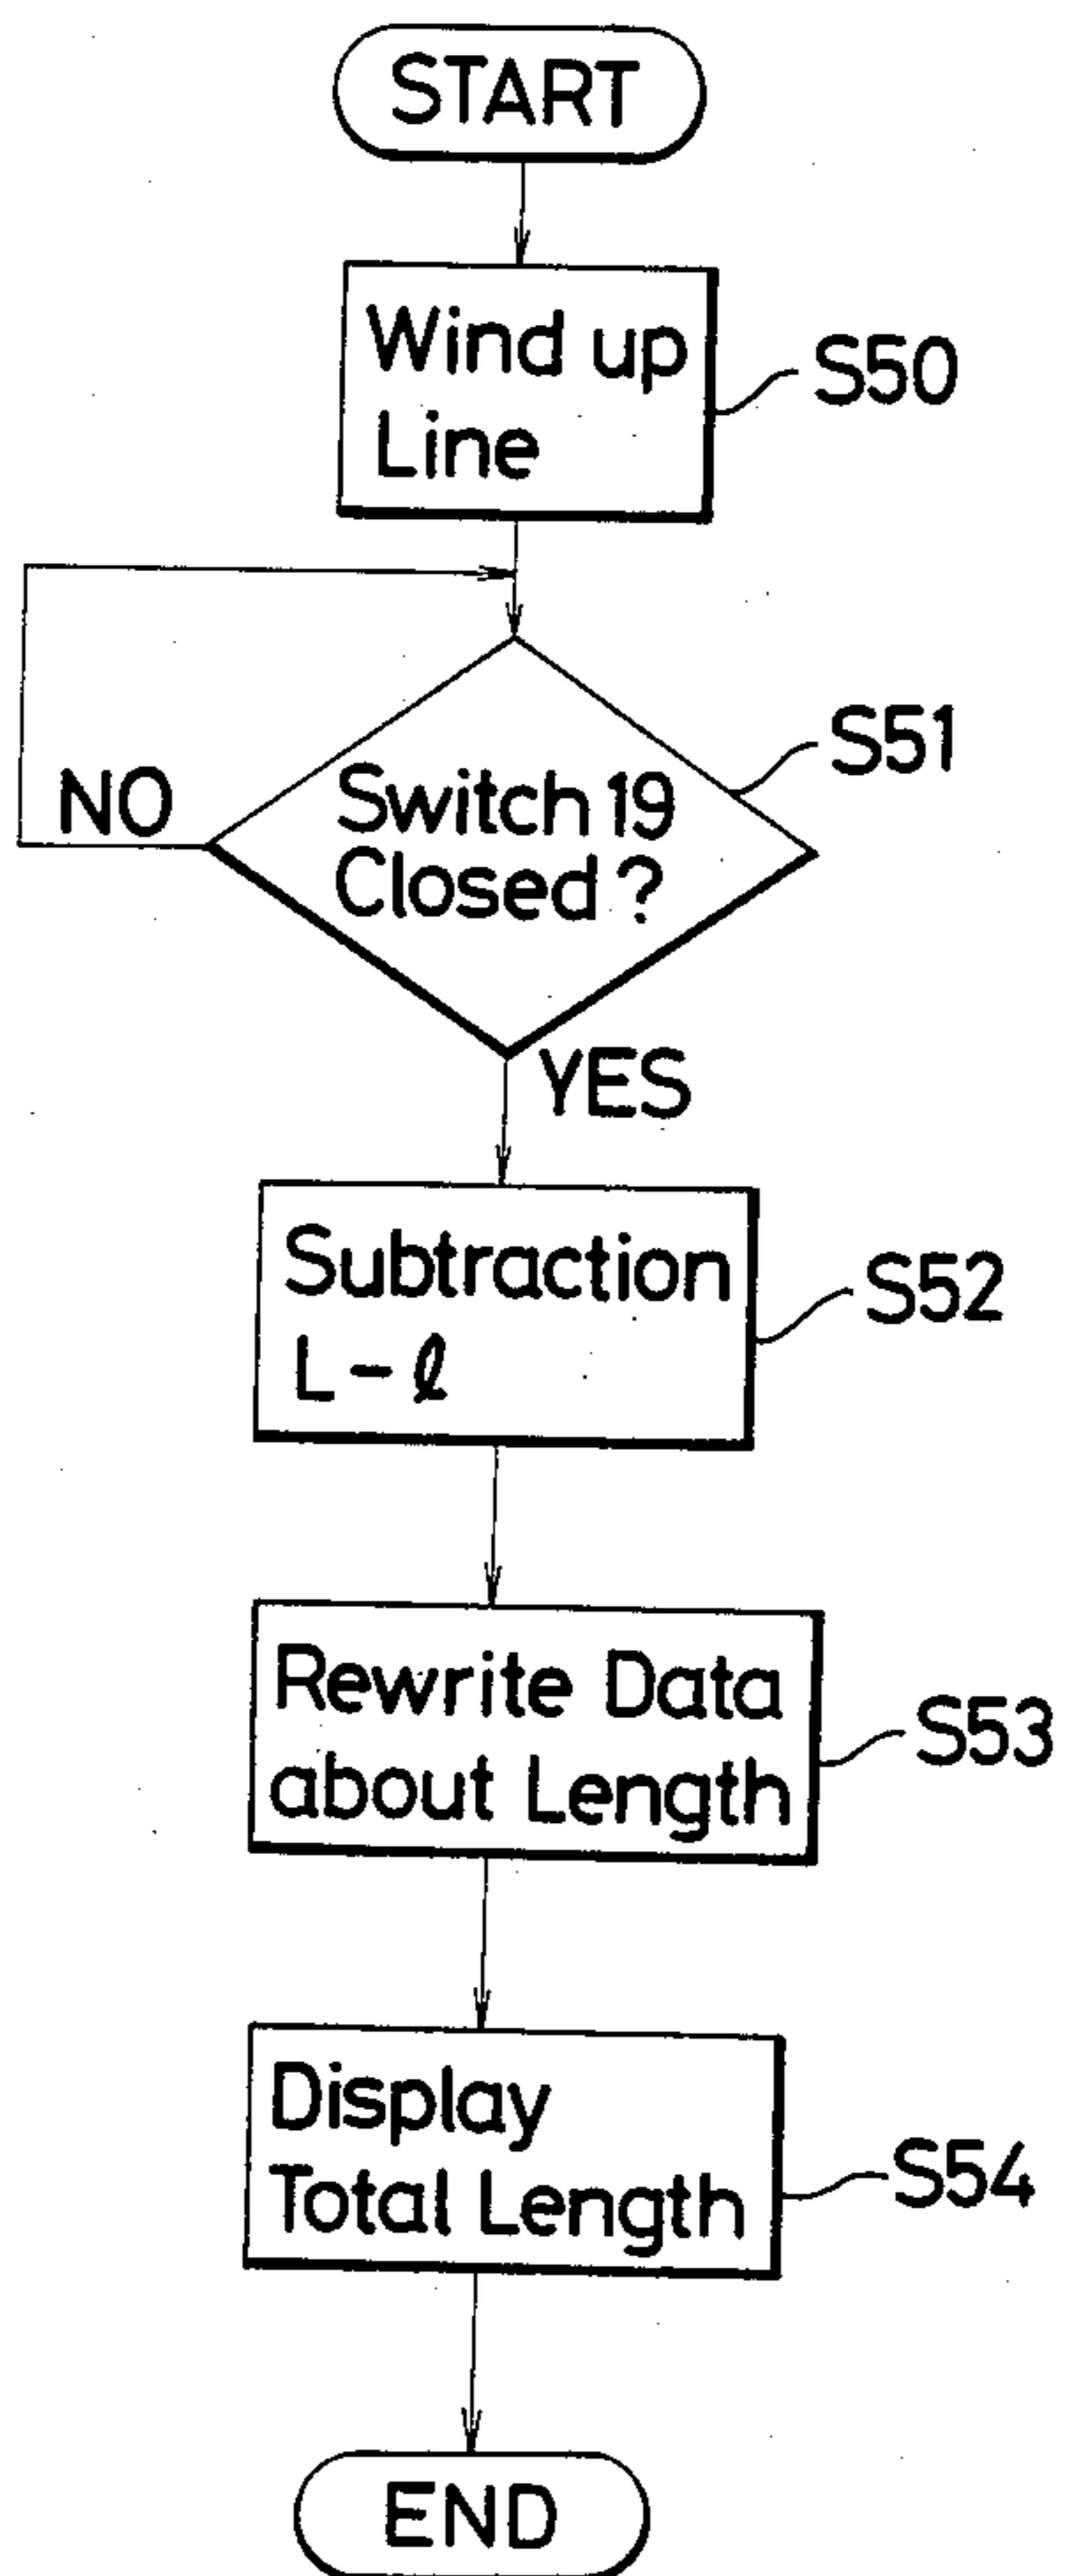 START
Wind up
Line
S50
S51
NO
Switch 19
Closed ?
YES
Subtraction
L - ℓ
S52
Rewrite Data
about Length
S53
Display
Total Length
S54
END